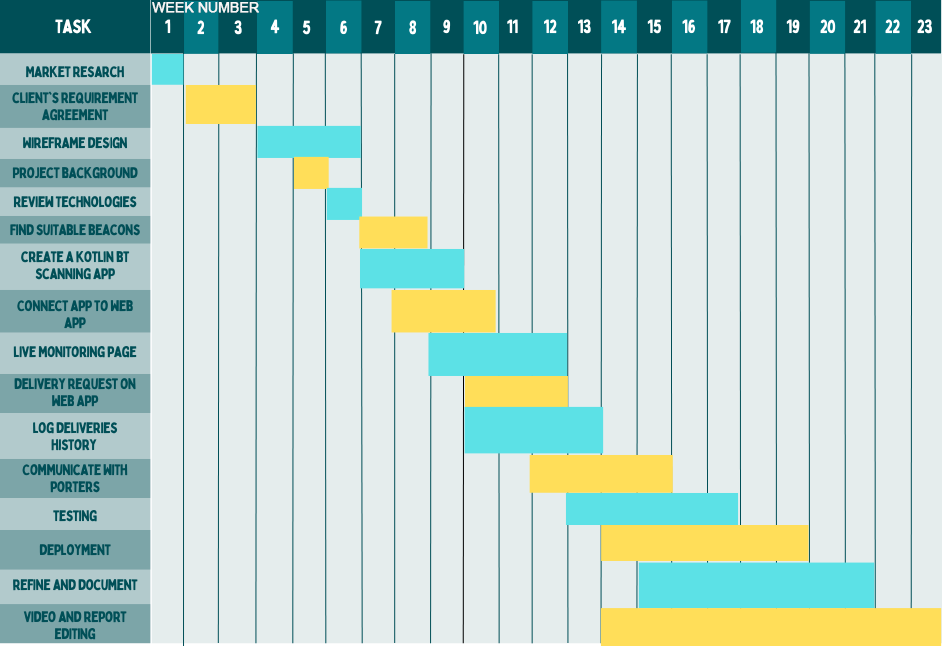 WEEK NUMBER
TASK 1 2 3 4 5 6 7 8 9 10 11 12 13 14 15 16 17 18 19 20 21 22 23
MARKET RESARCH
CLIENT'S REQUIREMENT
AGREEMENT
WIREFRAME DESIGN
PROJECT BACKGROUND
REVIEW TECHNOLOGIES
FIND SUITABLE BEACONS
CREATE A KOTLIN BT
SCANNING APP
CONNECT APP TO WEB
APP
LIVE MONITORING PAGE
DELIVERY REQUEST ON
WEB APP
LOG DELIVERIES
HISTORY
COMMUNICATE WITH
PORTERS
TESTING
DEPLOYMENT
REFINE AND DOCUMENT
VIDEO AND REPORT
EDITING